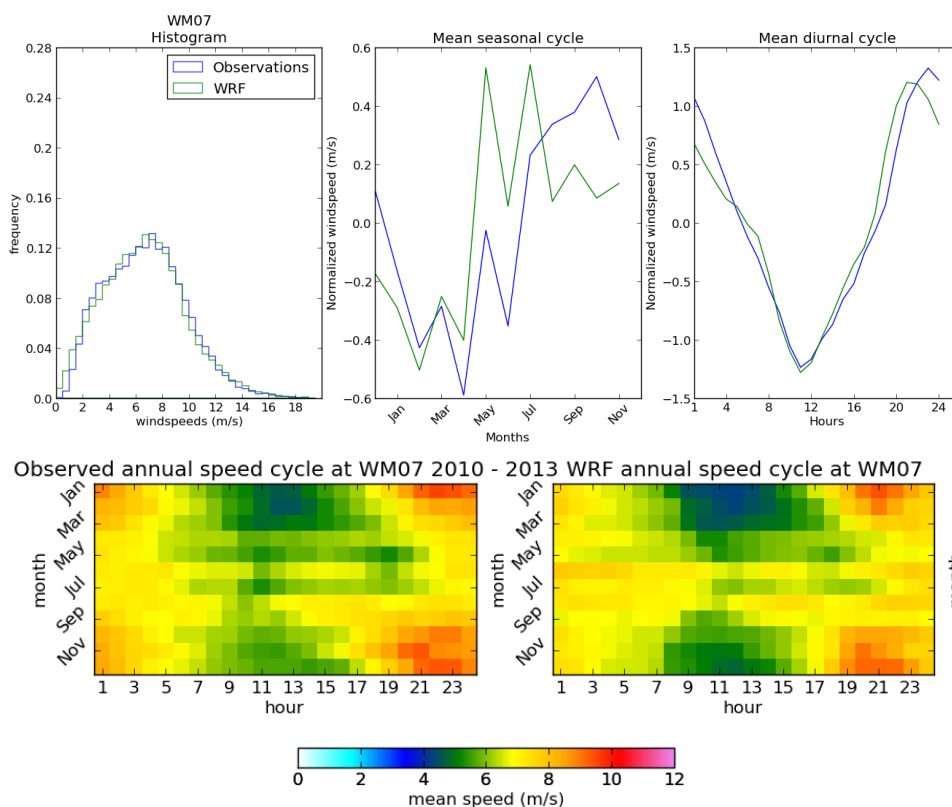 WM07
Histogram
Observations
WRF
0.28
0.24
0.20
0.16
0.12
0.08
0.04
0.0
frequency
0 2 4 6 8 10 12 14 16 18
windspeeds (m/s)
Mean seasonal cycle
0.6
0.4
0.2
0.0
−0.2
−0.4
−0.6
Normalized windspeed (m/s)
Jan Mar May Jul Sep Nov
Months
Mean diurnal cycle
1.5
1.0
0.5
0.0
−0.5
−1.0
−1.5
Normalized windspeed (m/s)
1 4 8 12 16 20 24
Hours
Observed annual speed cycle at WM07 2010 - 2013 WRF annual speed cycle at WM07
Jan
Mar
May
Jul
Sep
Nov
month
1 3 5 7 9 11 13 15 17 19 21 23
hour
Jan
Mar
May
Jul
Sep
Nov
month
1 3 5 7 9 11 13 15 17 19 21 23
hour
0 2 4 6 8 10 12
mean speed (m/s)